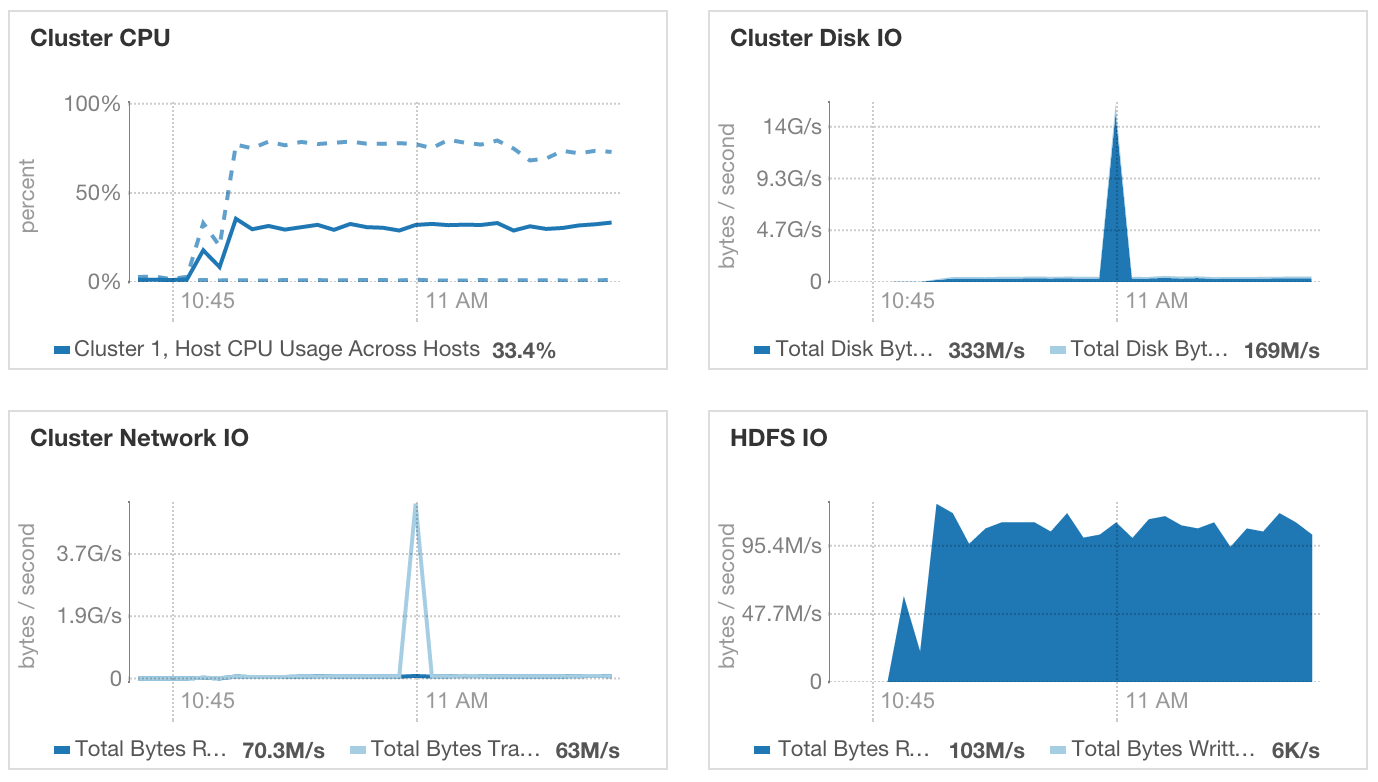 Cluster CPU
percent
100%
50%
0%
10:45 11 AM
Cluster 1, Host CPU Usage Across Hosts 33.4%
Cluster Disk IO
bytes / second
14G/s
9.3G/s
4.7G/s
0
10:45 11 AM
Total Disk Byt... 333M/s Total Disk Byt... 169M/s
Cluster Network IO
bytes / second
3.7G/s
1.9G/s
0
10:45 11 AM
Total Bytes R... 70.3M/s Total Bytes Tra... 63M/s
HDFS IO
bytes / second
95.4M/s
47.7M/s
0
10:45 11 AM
Total Bytes R... 103M/s Total Bytes Writt... 6K/s